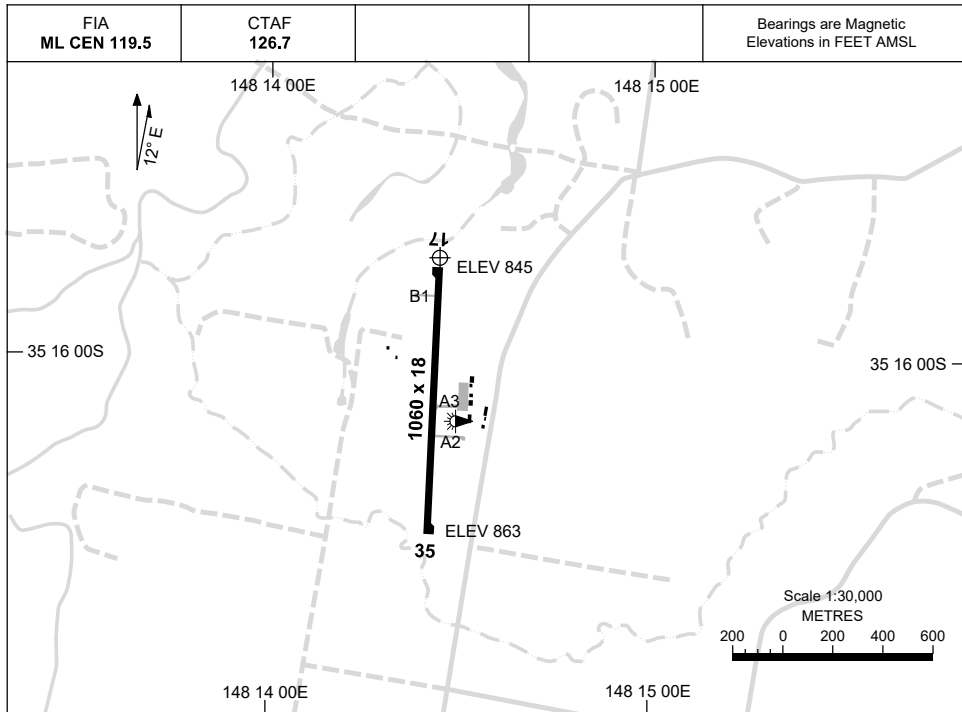 FIA
ML CEN 119.5
CTAF
126.7
Bearings are Magnetic
Elevations in FEET AMSL
148 14 00E
148 15 00E
12° E
17
ELEV 845
B1
35 16 00S
35 16 00S
1060 x 18
A3
A2
ELEV 863
35
Scale 1:30,000
METRES
200 0 200 400 600
148 14 00E
148 15 00E